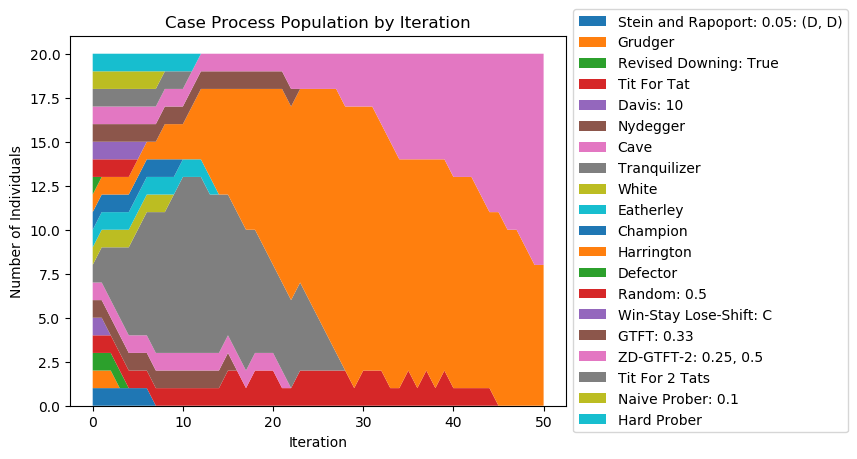 Case Process Population by Iteration
Number of Individuals
20.0
17.5
15.0
12.5
10.0
7.5
5.0
2.5
0.0
0
10
20
30
40
50
Iteration
Stein and Rapoport: 0.05: (D, D)
Grudger
Revised Downing: True
Tit For Tat
Davis: 10
Nydegger
Cave
Tranquilizer
White
Eatherley
Champion
Harrington
Defector
Random: 0.5
Win-Stay Lose-Shift: C
GTFT: 0.33
ZD-GTFT-2: 0.25, 0.5
Tit For 2 Tats
Naive Prober: 0.1
Hard Prober